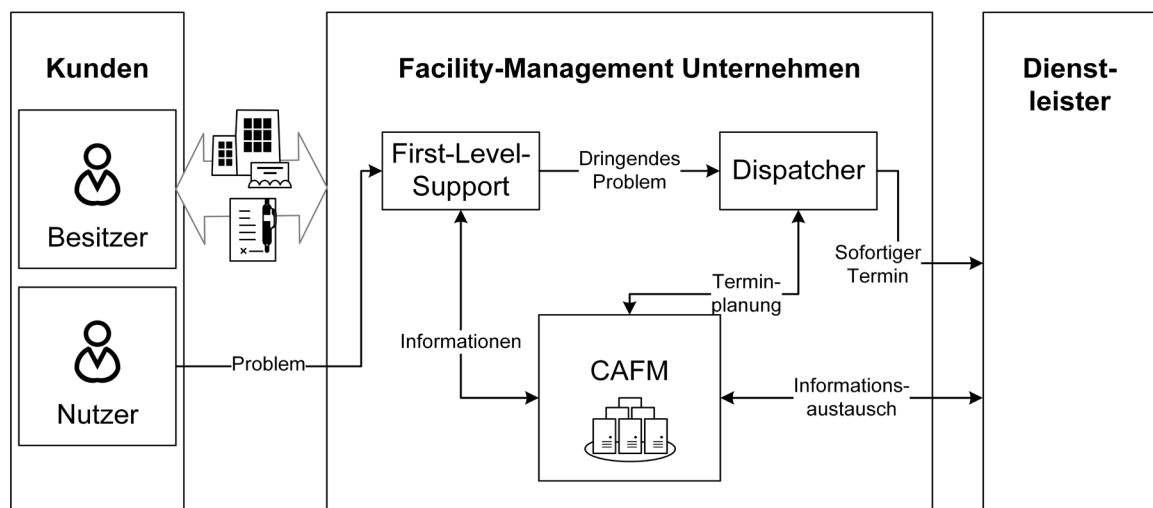 Kunden
Besitzer
Nutzer
Problem
Facility-Management Unternehmen
First-Level-
Support
Dringendes
Problem
Dispatcher
Sofortiger
Termin
Termin-
planung
Informationen
CAFM
Informations-
austausch
Dienst-
leister